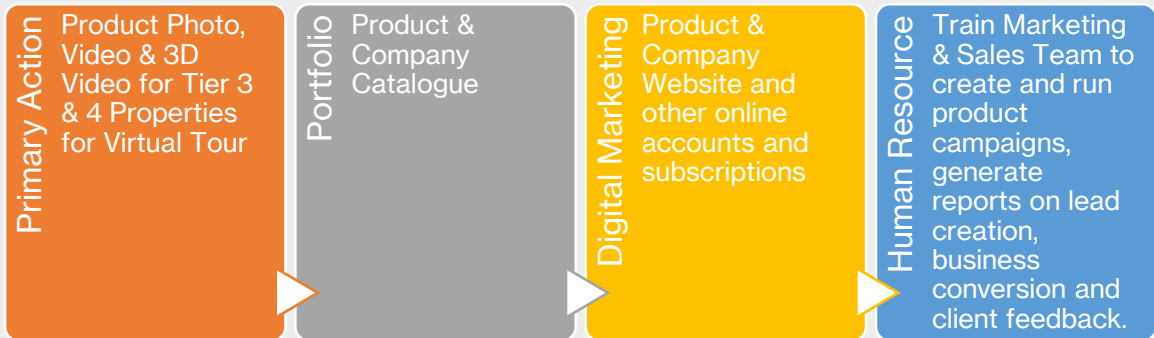 Primary Action
Product Photo,
Video & 3D
Video for Tier 3
& 4 Properties
for Virtual Tour
Portfolio
Product &
Company
Catalogue
Digital Marketing
Product &
Company
Website and
other online
accounts and
subscriptions
Human Resource
Train Marketing
& Sales Team to
create and run
product
campaigns,
generate
reports on lead
creation,
business
conversion and
client feedback.